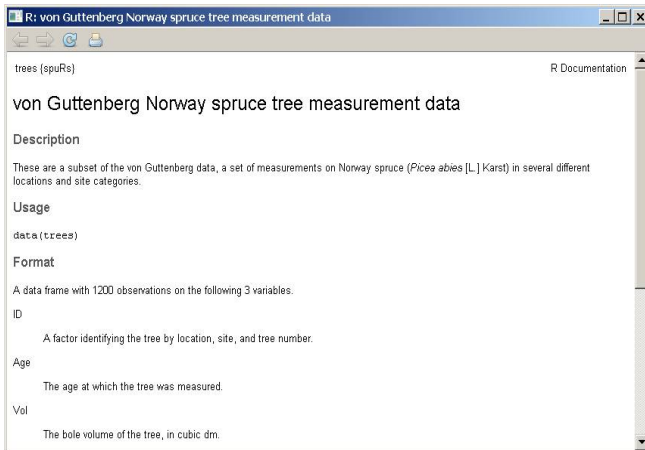 R: von Guttenberg Norway spruce tree measurement data
trees {spuRs}
R Documentation
von Guttenberg Norway spruce tree measurement data
Description
These are a subset of the von Guttenberg data, a set of measurements on Norway spruce (Picea abies [L.] Karst) in several different
locations and site categories.
Usage
data(trees)
Format
A data frame with 1200 observations on the following 3 variables.
ID
A factor identifying the tree by location, site, and tree number.
Age
The age at which the tree was measured.
Vol
The bole volume of the tree, in cubic dm.